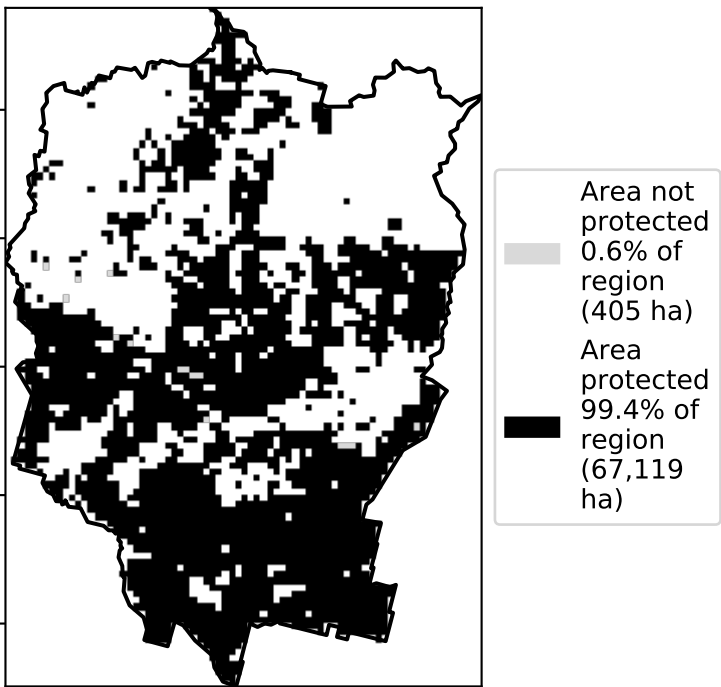 Area not
protected
0.6% of
region
(405 ha)
Area
protected
99.4% of
region
(67,119
ha)